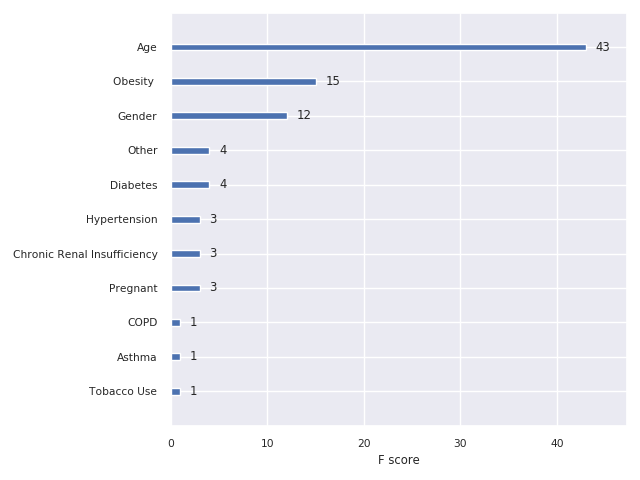 Age 43
Obesity 15
Gender 12
Other 4
Diabetes 4
Hypertension 3
Chronic Renal Insufficiency 3
Pregnant 3
COPD 1
Asthma 1
Tobacco Use 1
0 10 20 30 40
F score